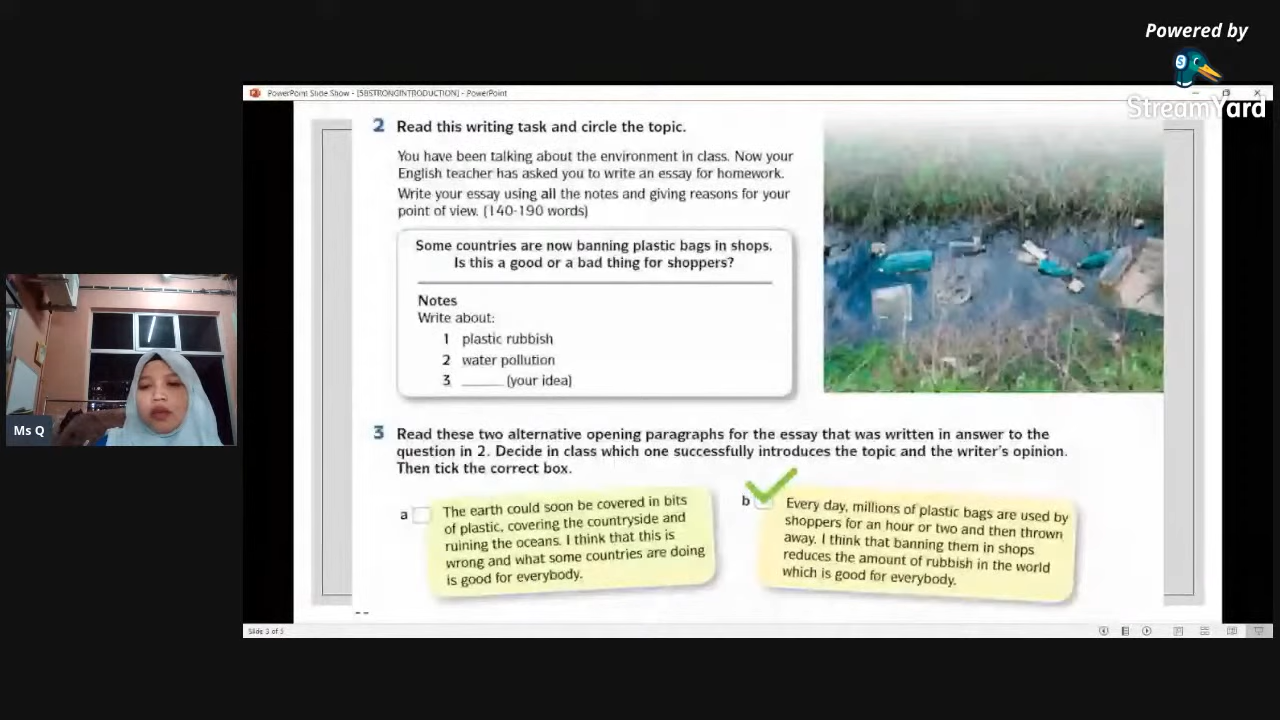 Powered by
StreamYard
PowerPoint Slide Show - [5BSTRONGINTRODUCTION] - PowerPoint
2 Read this writing task and circle the topic.
You have been talking about the environment in class. Now your
English teacher has asked you to write an essay for homework.
Write your essay using all the notes and giving reasons for your
point of view. (140-190 words)
Some countries are now banning plastic bags in shops.
Is this a good or a bad thing for shoppers?
Notes
Write about:
1 plastic rubbish
2 water pollution
3 ______ (your idea)
Ms Q
3 Read these two alternative opening paragraphs for the essay that was written in answer to the
question in 2. Decide in class which one successfully introduces the topic and the writer's opinion.
Then tick the correct box.
a
The earth could soon be covered in bits
of plastic, covering the countryside and
ruining the oceans. I think that this is
wrong and what some countries are doing
is good for everybody.
b
Every day, millions of plastic bags are used by
shoppers for an hour or two and then thrown
away. I think that banning them in shops
reduces the amount of rubbish in the world
which is good for everybody.
Slide 3 of 3